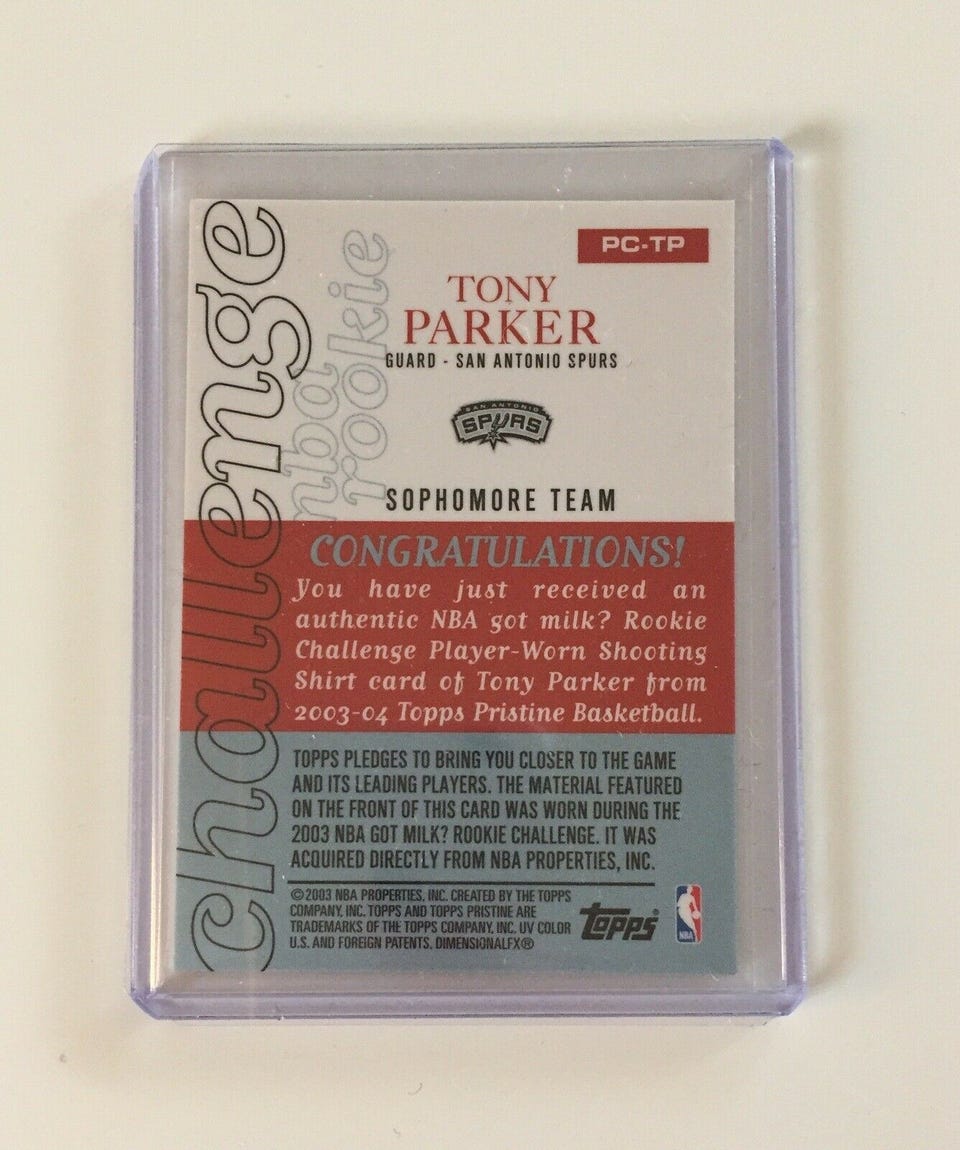 PC-TP
challenge
nba
rookie
TONY
PARKER
GUARD - SAN ANTONIO SPURS
SAN ANTONIO
SPURS
SOPHOMORE TEAM
CONGRATULATIONS!
You have just received an
authentic NBA got milk? Rookie
Challenge Player-Worn Shooting
Shirt card of Tony Parker from
2003-04 Topps Pristine Basketball.
TOPPS PLEDGES TO BRING YOU CLOSER TO THE GAME
AND ITS LEADING PLAYERS. THE MATERIAL FEATURED
ON THE FRONT OF THIS CARD WAS WORN DURING THE
2003 NBA GOT MILK? ROOKIE CHALLENGE. IT WAS
ACQUIRED DIRECTLY FROM NBA PROPERTIES, INC.
©2003 NBA PROPERTIES, INC. CREATED BY THE TOPPS
COMPANY, INC. TOPPS AND TOPPS PRISTINE ARE
TRADEMARKS OF THE TOPPS COMPANY, INC. UV COLOR
U.S. AND FOREIGN PATENTS, DIMENSIONALFX®
Topps®
NBA